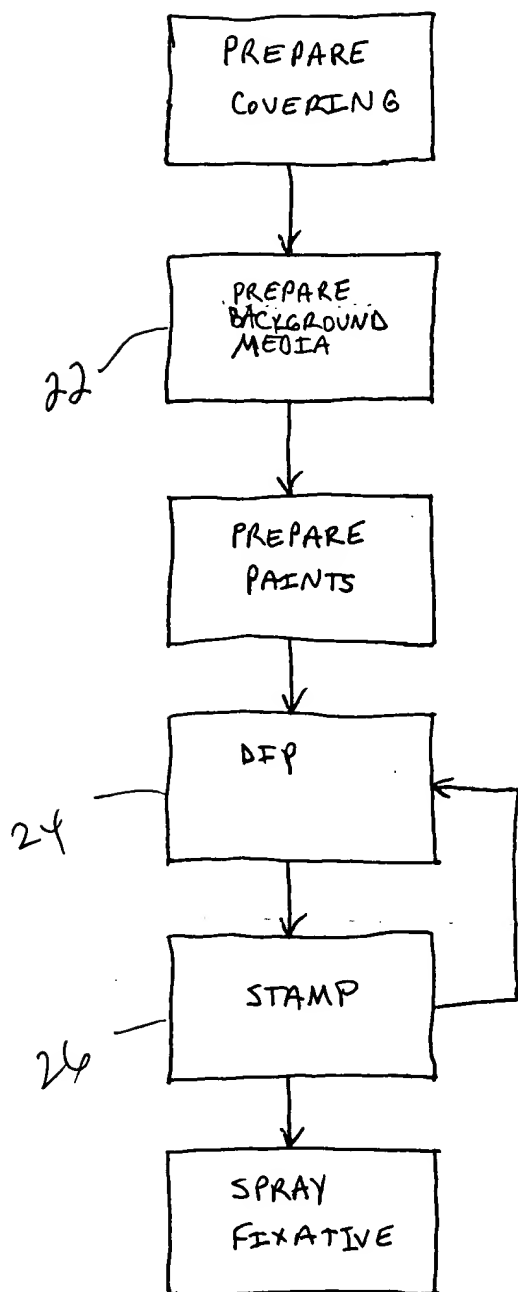 PREPARE
COVERING
PREPARE
BACKGROUND
MEDIA
22
PREPARE
PAINTS
DIP
24
STAMP
26
SPRAY
FIXATIVE